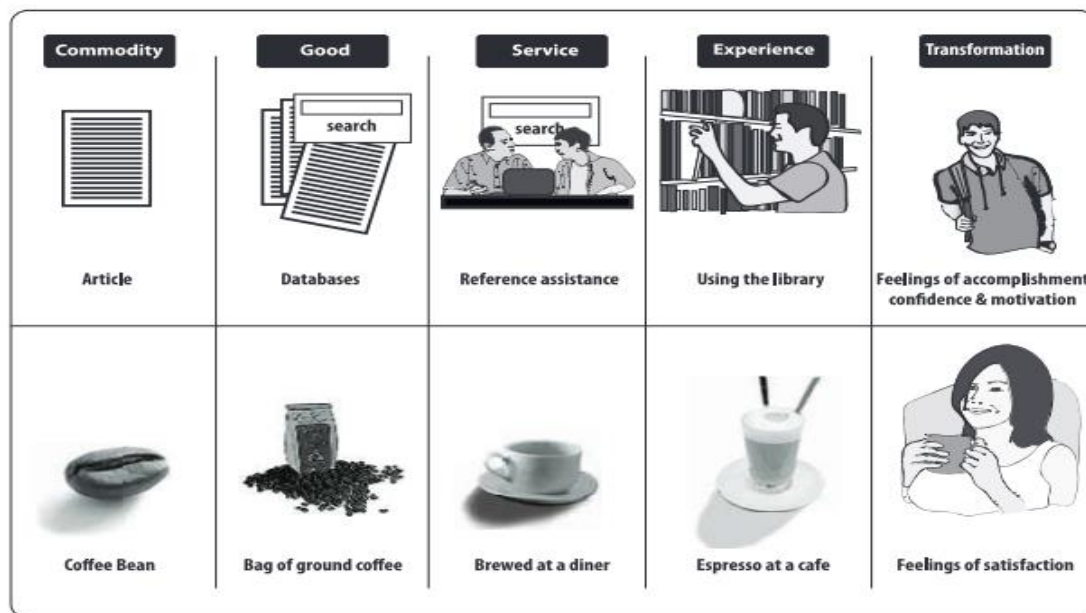 Commodity
Good
Service
Experience
Transformation
search
search
Article
Databases
Reference assistance
Using the library
Feelings of accomplishment
confidence & motivation
Coffee Bean
Bag of ground coffee
Brewed at a diner
Espresso at a cafe
Feelings of satisfaction